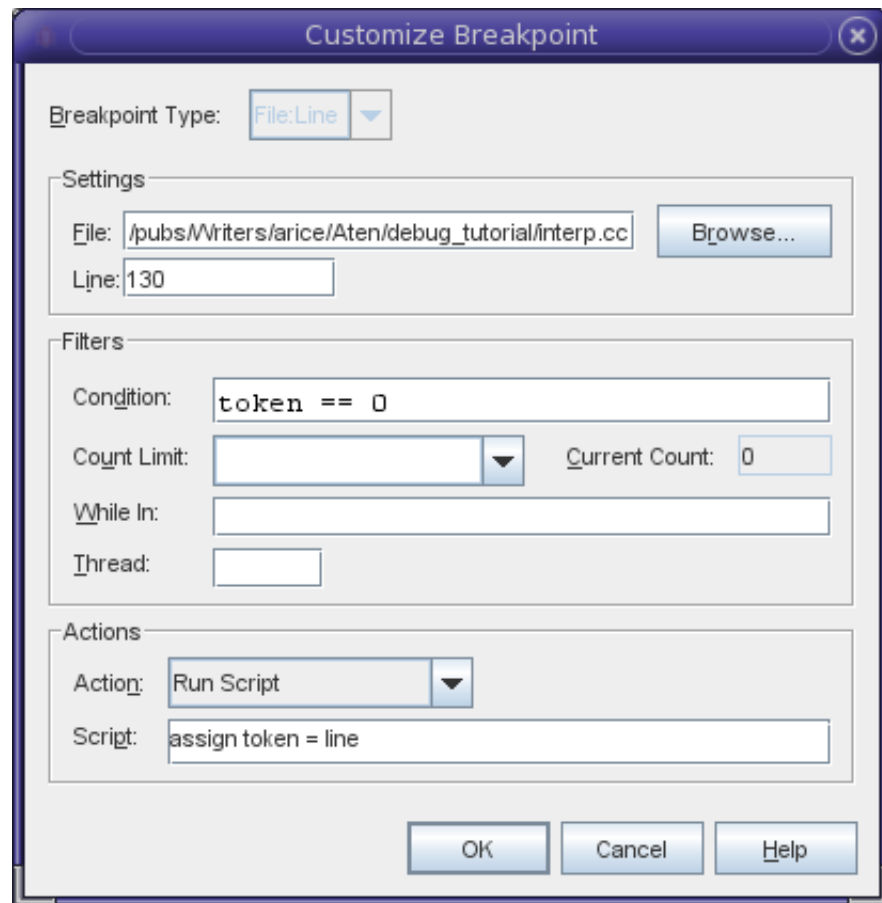 Customize Breakpoint
Breakpoint Type: File:Line
Settings
File: /pubs/Writers/arice/Aten/debug_tutorial/interp.cc Browse...
Line: 130
Filters
Condition: token == 0
Count Limit: Current Count: 0
While In:
Thread:
Actions
Action: Run Script
Script: assign token = line
OK Cancel Help